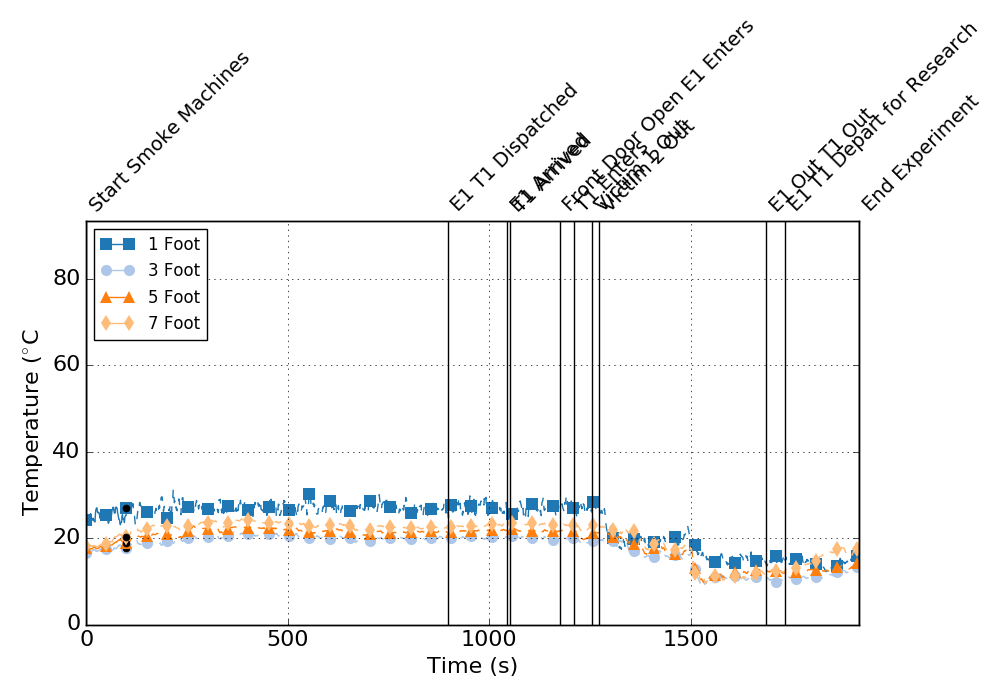 Start Smoke Machines
E1 T1 Dispatched
E1 Arrived
T1 Arrived
Front Door Open E1 Enters
T1 Enters
Victim 1 Out
Victim 2 Out
E1 Out T1 Out
E1 T1 Depart for Research
End Experiment
1 Foot
3 Foot
5 Foot
7 Foot
Temperature (°C
80
60
40
20
0
0
500
1000
1500
Time (s)